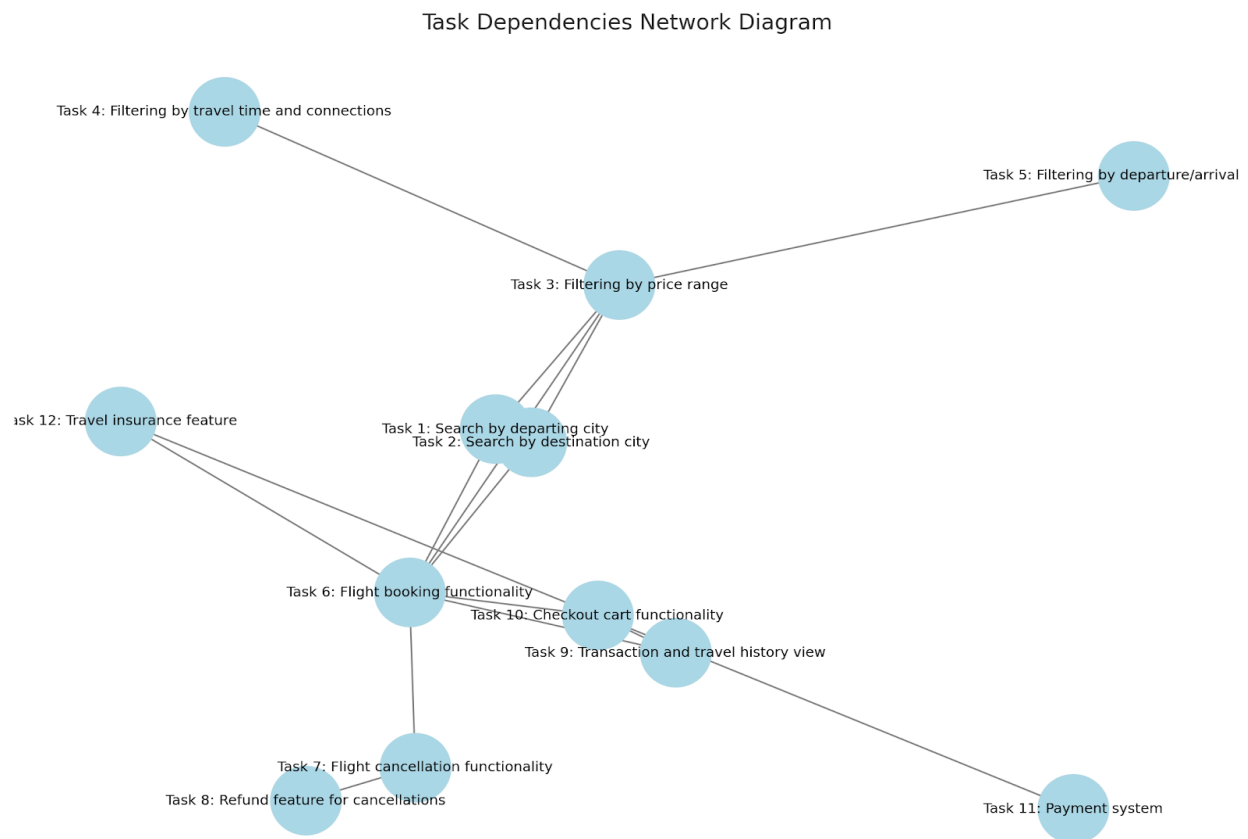 Task Dependencies Network Diagram
Task 4: Filtering by travel time and connections
Task 5: Filtering by departure/arrival
Task 3: Filtering by price range
ask 12: Travel insurance feature
Task 1: Search by departing city
Task 2: Search by destination city
Task 6: Flight booking functionality
Task 10: Checkout cart functionality
Task 9: Transaction and travel history view
Task 7: Flight cancellation functionality
Task 8: Refund feature for cancellations
Task 11: Payment system